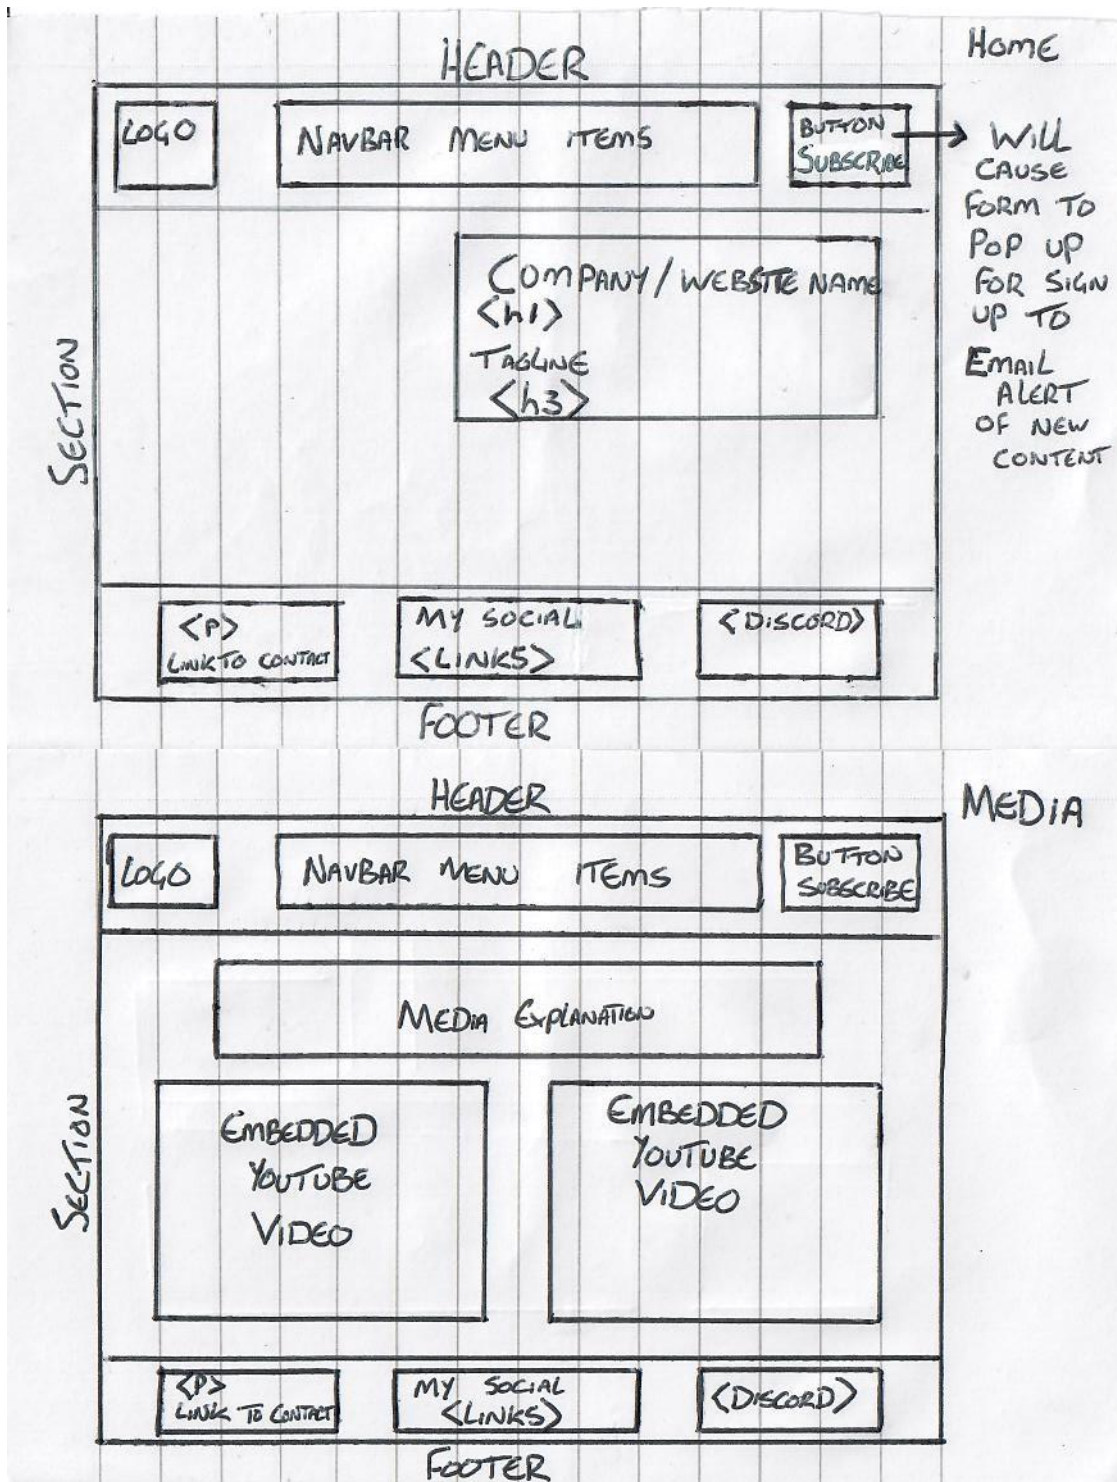 HOME
HEADER
LOGO
NAVBAR MENU ITEMS
BUTTON
SUBSCRIBE
WILL
CAUSE
FORM TO
POP UP
FOR SIGN
UP TO
EMAIL
ALERT
OF NEW
CONTENT
SECTION
COMPANY/WEBSITE NAME
<h1>
TAGLINE
<h3>
<P>
LINK TO CONTACT
MY SOCIAL
<LINKS>
<DISCORD>
FOOTER
MEDIA
HEADER
LOGO
NAVBAR MENU ITEMS
BUTTON
SUBSCRIBE
SECTION
MEDIA EXPLANATION
EMBEDDED
YOUTUBE
VIDEO
EMBEDDED
YOUTUBE
VIDEO
<P>
LINK TO CONTACT
MY SOCIAL
<LINKS>
<DISCORD>
FOOTER